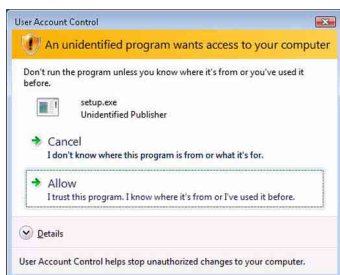 User Account Control
An unidentified program wants access to your computer
Don't run the program unless you know where it's from or you've used it
before.
setup.exe
Unidentified Publisher
Cancel
I don't know where this program is from or what it's for.
Allow
I trust this program. I know where it's from or I've used it before.
Details
User Account Control helps stop unauthorized changes to your computer.